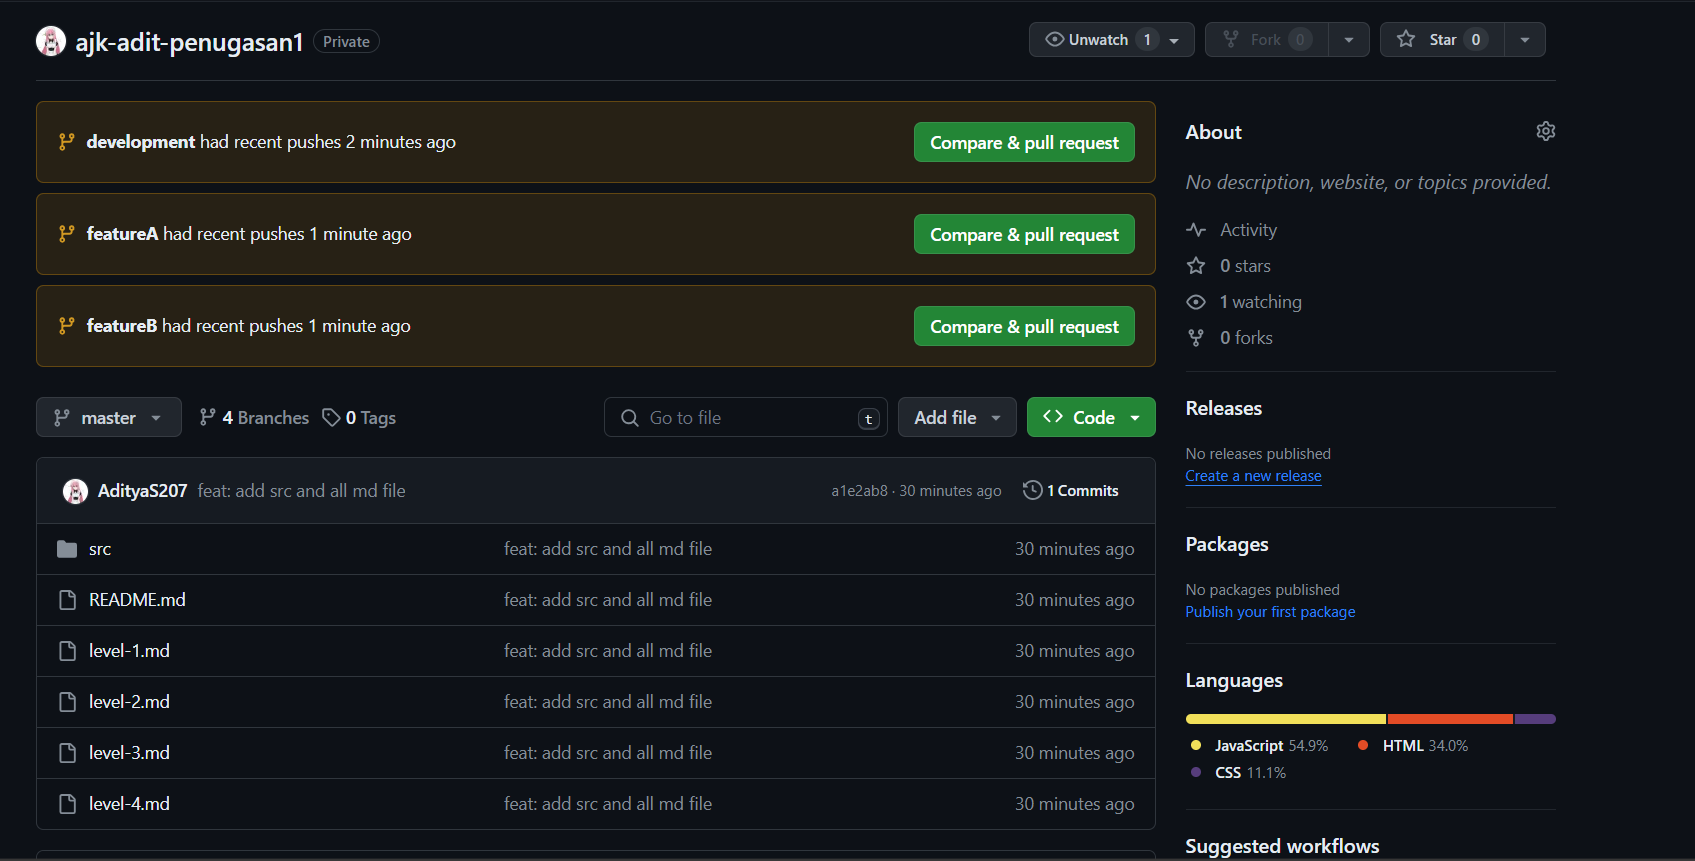 ajk-adit-penugasan1 Private Unwatch 1 Fork 0 Star 0
development had recent pushes 2 minutes ago Compare & pull request
featureA had recent pushes 1 minute ago Compare & pull request
featureB had recent pushes 1 minute ago Compare & pull request
master 4 Branches 0 Tags Go to file t Add file Code
AdityaS207 feat: add src and all md file a1e2ab8 · 30 minutes ago 1 Commits
src feat: add src and all md file 30 minutes ago
README.md feat: add src and all md file 30 minutes ago
level-1.md feat: add src and all md file 30 minutes ago
level-2.md feat: add src and all md file 30 minutes ago
level-3.md feat: add src and all md file 30 minutes ago
level-4.md feat: add src and all md file 30 minutes ago
About
No description, website, or topics provided.
Activity
0 stars
1 watching
0 forks
Releases
No releases published
Create a new release
Packages
No packages published
Publish your first package
Languages
JavaScript 54.9% HTML 34.0%
CSS 11.1%
Suggested workflows